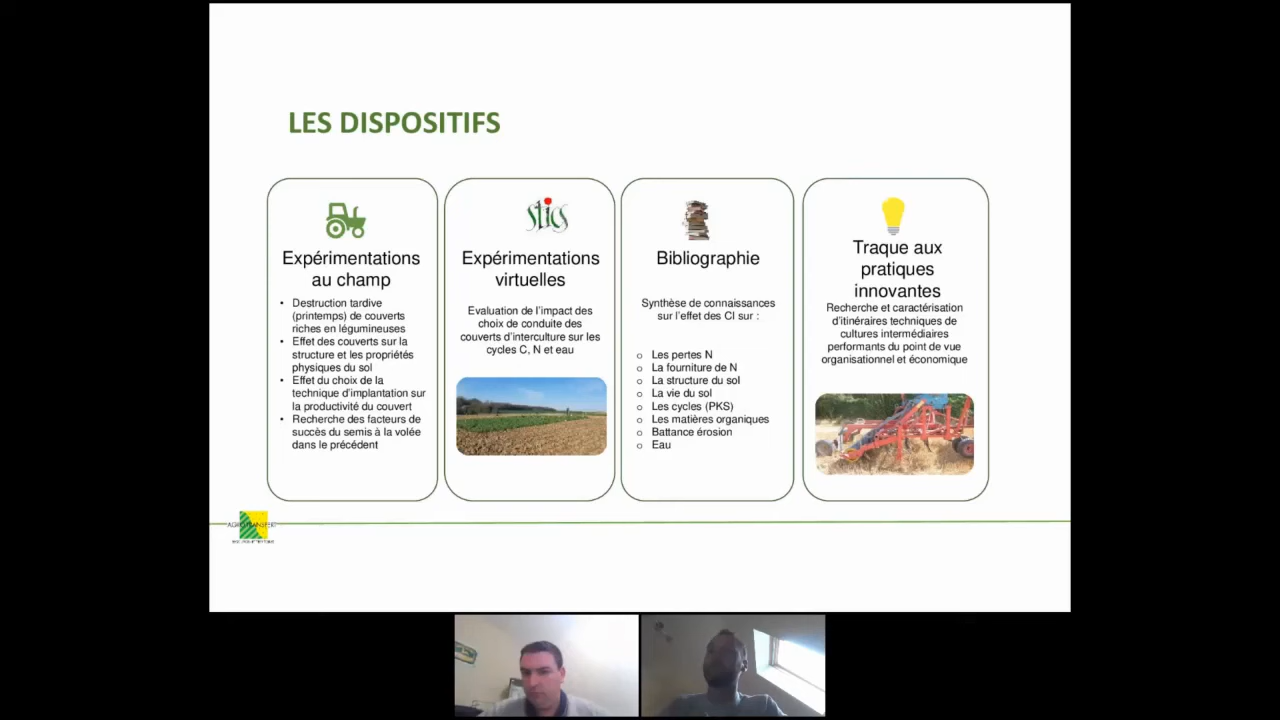 LES DISPOSITIFS
Expérimentations
au champ
• Destruction tardive
(printemps) de couverts
riches en légumineuses
• Effet des couverts sur la
structure et les propriétés
physiques du sol
• Effet du choix de la
technique d'implantation sur
la productivité du couvert
• Recherche des facteurs de
succès du semis à la volée
dans le précédent
stics
Expérimentations
virtuelles
Evaluation de l'impact des
choix de conduite des
couverts d'interculture sur les
cycles C, N et eau
Bibliographie
Synthèse de connaissances
sur l'effet des CI sur :
o Les pertes N
o La fourniture de N
o La structure du sol
o La vie du sol
o Les cycles (PKS)
o Les matières organiques
o Battance érosion
o Eau
Traque aux
pratiques
innovantes
Recherche et caractérisation
d'itinéraires techniques de
cultures intermédiaires
performants du point de vue
organisationnel et économique